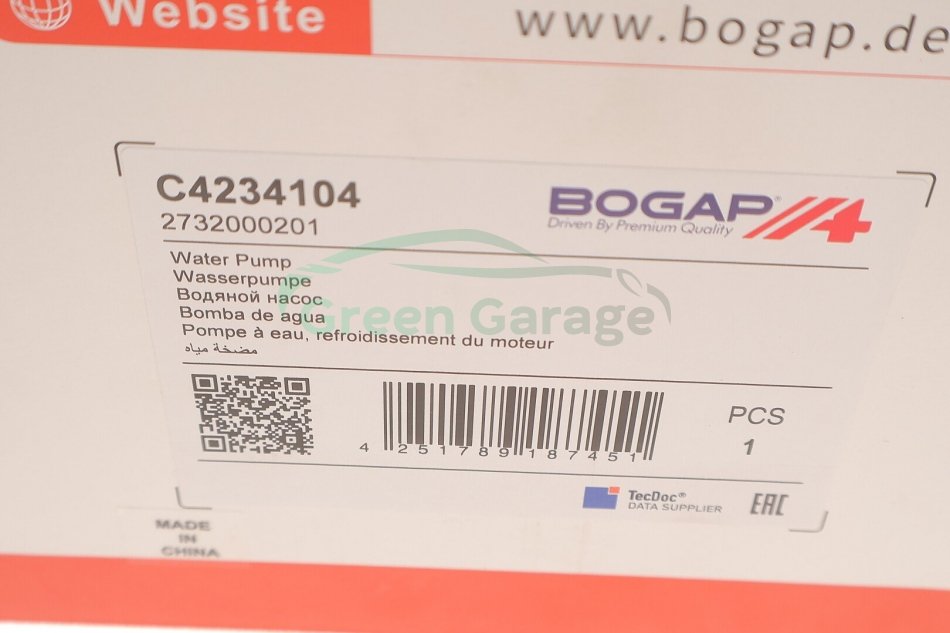 Website
www.bogap.de
C4234104
2732000201
BOGAP
Driven By Premium Quality
Water Pump
Wasserpumpe
Водяной насос
Bomba de agua
Pompe à eau, refroidissement du moteur
مضخة مياه
Green Garage
4 251789 187451
PCS
1
TecDoc®
DATA SUPPLIER
EAC
MADE
IN
CHINA